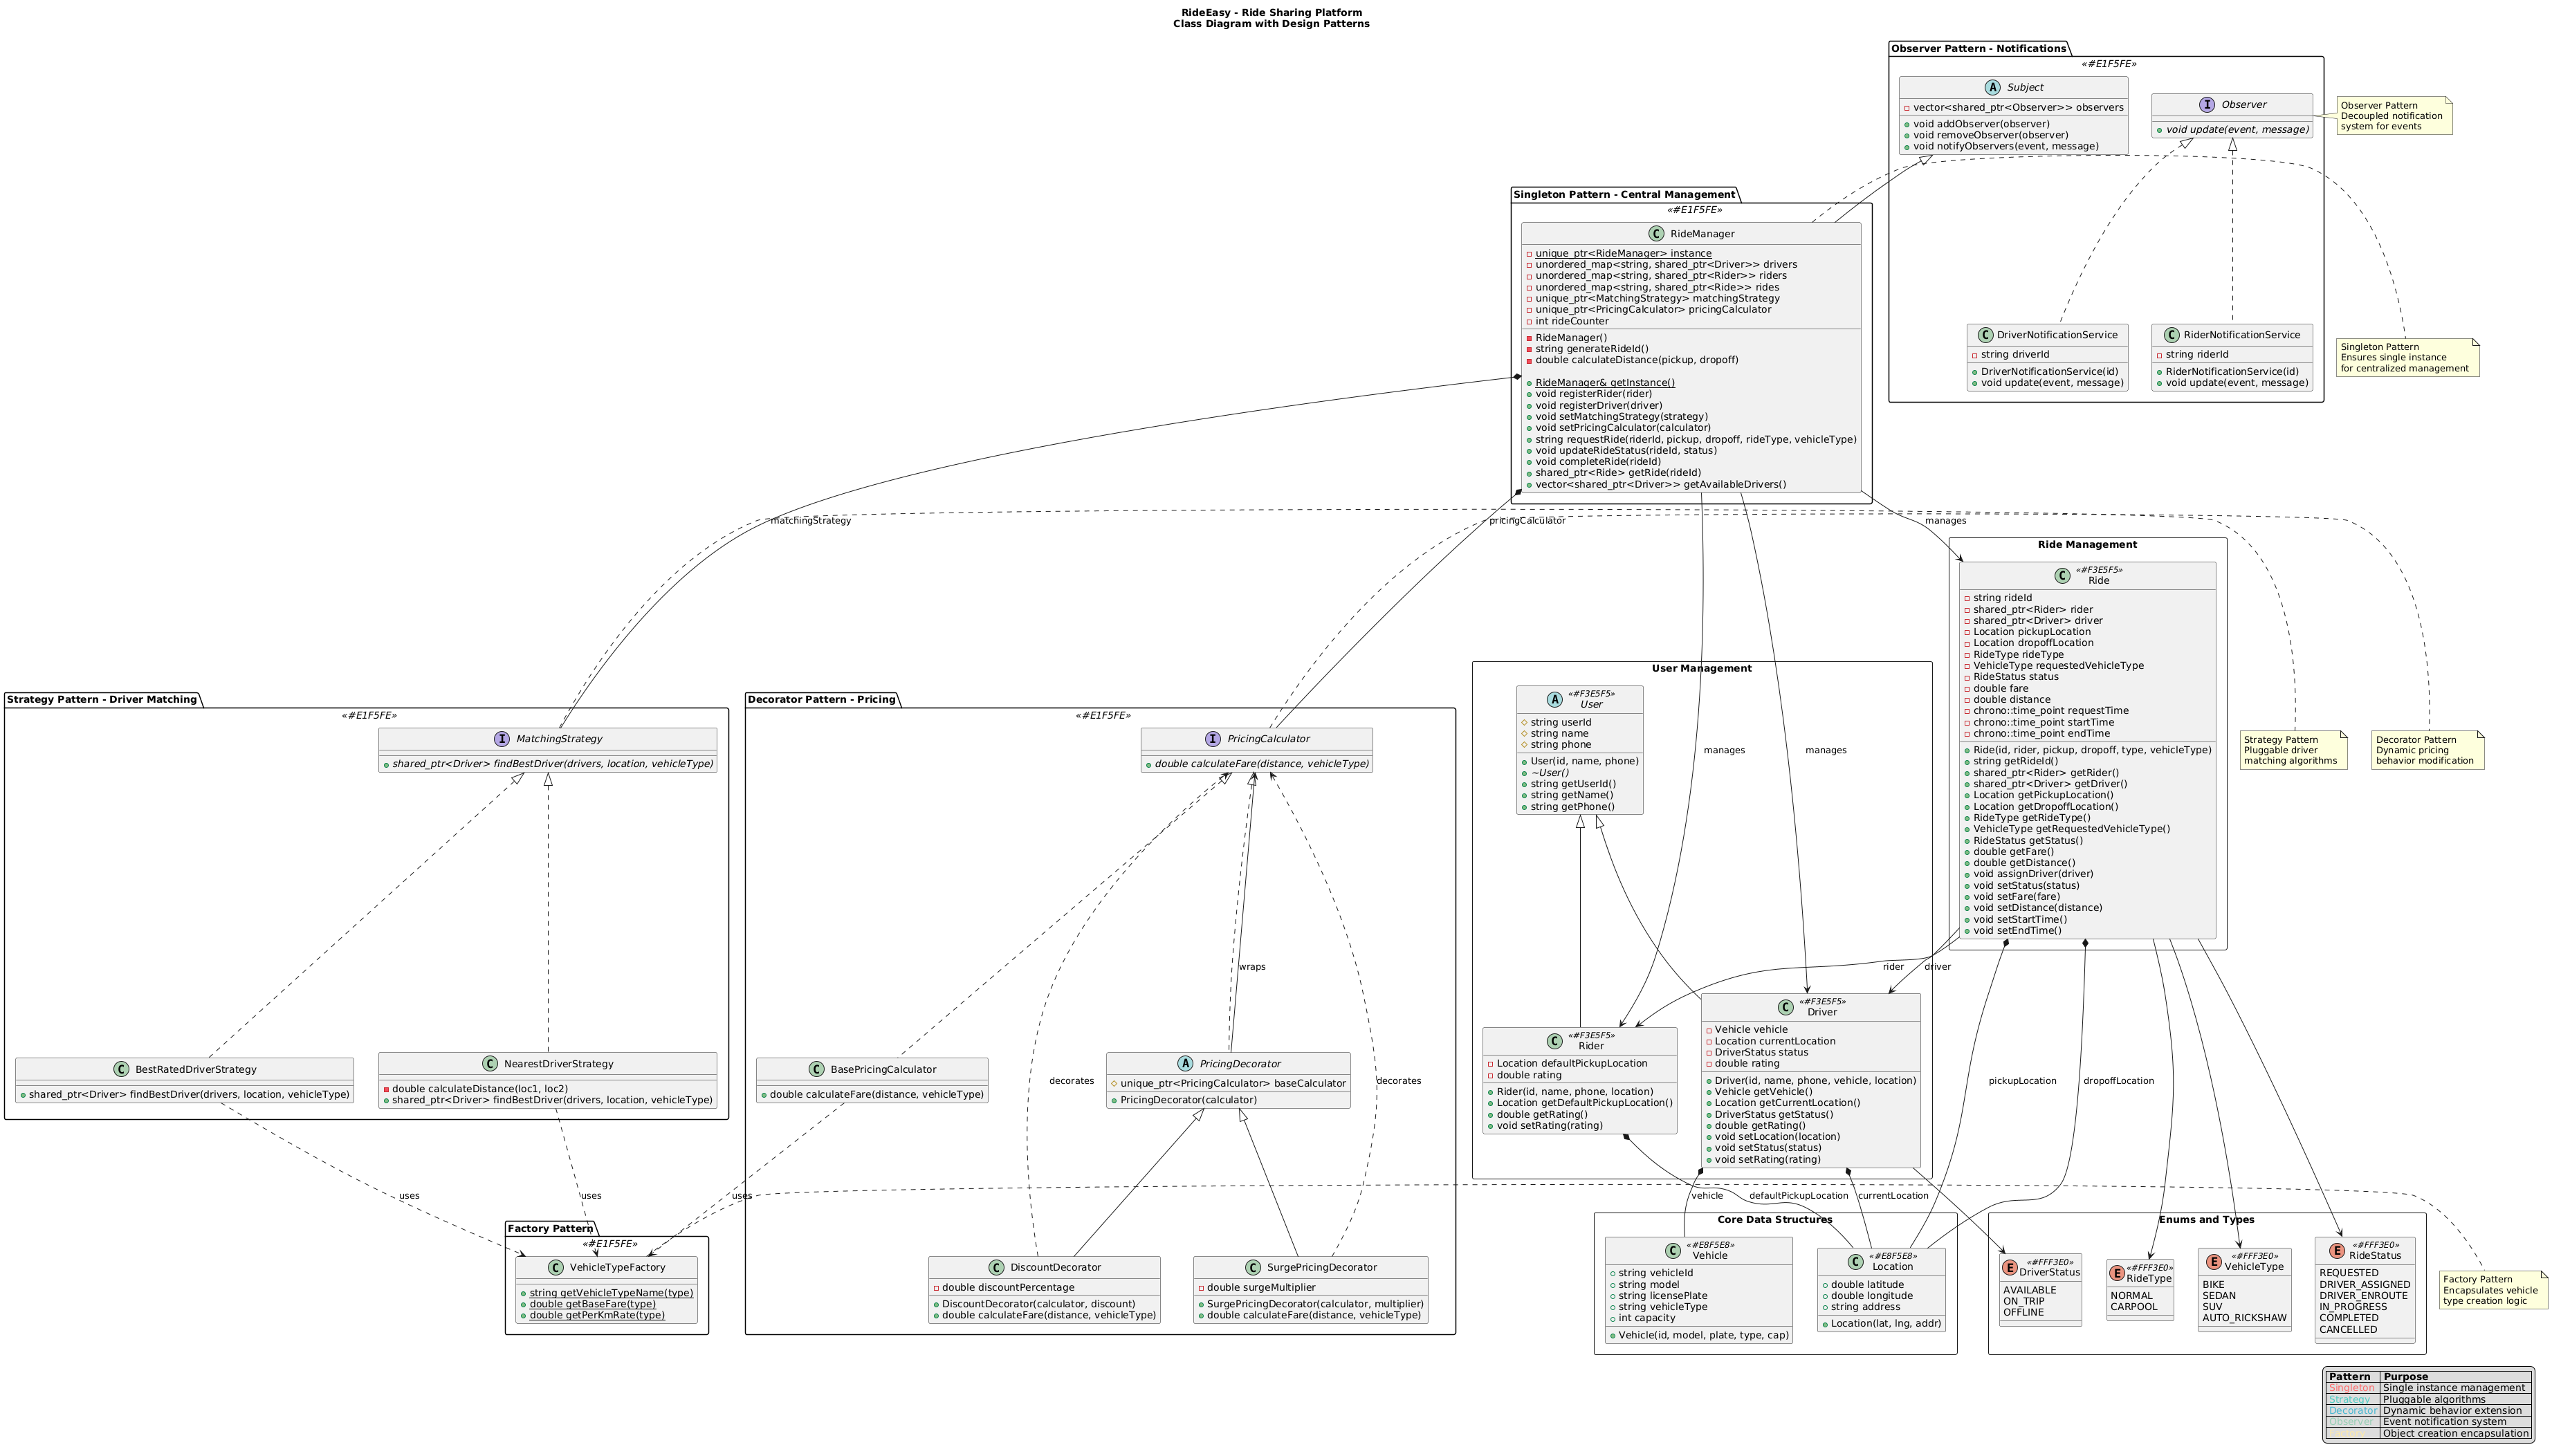 RideEasy - Ride Sharing Platform
Class Diagram with Design Patterns
Observer Pattern - Notifications
«#E1F5FE»
A Subject
vector<shared_ptr<Observer>> observers
void addObserver(observer)
void removeObserver(observer)
void notifyObservers(event, message)
I Observer
void update(event, message)
Observer Pattern
Decoupled notification
system for events
C DriverNotificationService
string driverId
DriverNotificationService(id)
void update(event, message)
C RiderNotificationService
string riderId
RiderNotificationService(id)
void update(event, message)
Singleton Pattern
Ensures single instance
for centralized management
Singleton Pattern - Central Management
«#E1F5FE»
C RideManager
unique_ptr<RideManager> instance
unordered_map<string, shared_ptr<Driver>> drivers
unordered_map<string, shared_ptr<Rider>> riders
unordered_map<string, shared_ptr<Ride>> rides
unique_ptr<MatchingStrategy> matchingStrategy
unique_ptr<PricingCalculator> pricingCalculator
int rideCounter
RideManager()
string generateRideId()
double calculateDistance(pickup, dropoff)
RideManager& getInstance()
void registerRider(rider)
void registerDriver(driver)
void setMatchingStrategy(strategy)
void setPricingCalculator(calculator)
string requestRide(riderId, pickup, dropoff, rideType, vehicleType)
void updateRideStatus(rideId, status)
void completeRide(rideId)
shared_ptr<Ride> getRide(rideId)
vector<shared_ptr<Driver>> getAvailableDrivers()
matchingStrategy
pricingCalculator
manages
Ride Management
C «#F3E5F5»
Ride
string rideId
shared_ptr<Rider> rider
shared_ptr<Driver> driver
Location pickupLocation
Location dropoffLocation
RideType rideType
VehicleType requestedVehicleType
RideStatus status
double fare
double distance
chrono::time_point requestTime
chrono::time_point startTime
chrono::time_point endTime
Ride(id, rider, pickup, dropoff, type, vehicleType)
string getRideId()
shared_ptr<Rider> getRider()
shared_ptr<Driver> getDriver()
Location getPickupLocation()
Location getDropoffLocation()
RideType getRideType()
VehicleType getRequestedVehicleType()
RideStatus getStatus()
double getFare()
double getDistance()
void assignDriver(driver)
void setStatus(status)
void setFare(fare)
void setDistance(distance)
void setStartTime()
void setEndTime()
Strategy Pattern
Pluggable driver
matching algorithms
Decorator Pattern
Dynamic pricing
behavior modification
Strategy Pattern - Driver Matching
«#E1F5FE»
I MatchingStrategy
shared_ptr<Driver> findBestDriver(drivers, location, vehicleType)
C BestRatedDriverStrategy
shared_ptr<Driver> findBestDriver(drivers, location, vehicleType)
C NearestDriverStrategy
double calculateDistance(loc1, loc2)
shared_ptr<Driver> findBestDriver(drivers, location, vehicleType)
Decorator Pattern - Pricing
«#E1F5FE»
I PricingCalculator
double calculateFare(distance, vehicleType)
wraps
decorates
decorates
C BasePricingCalculator
double calculateFare(distance, vehicleType)
A PricingDecorator
unique_ptr<PricingCalculator> baseCalculator
PricingDecorator(calculator)
C DiscountDecorator
double discountPercentage
DiscountDecorator(calculator, discount)
double calculateFare(distance, vehicleType)
C SurgePricingDecorator
double surgeMultiplier
SurgePricingDecorator(calculator, multiplier)
double calculateFare(distance, vehicleType)
User Management
A «#F3E5F5»
User
string userId
string name
string phone
User(id, name, phone)
~User()
string getUserId()
string getName()
string getPhone()
manages
manages
rider
driver
C «#F3E5F5»
Rider
Location defaultPickupLocation
double rating
Rider(id, name, phone, location)
Location getDefaultPickupLocation()
double getRating()
void setRating(rating)
C «#F3E5F5»
Driver
Vehicle vehicle
Location currentLocation
DriverStatus status
double rating
Driver(id, name, phone, vehicle, location)
Vehicle getVehicle()
Location getCurrentLocation()
DriverStatus getStatus()
double getRating()
void setLocation(location)
void setStatus(status)
void setRating(rating)
pickupLocation
dropoffLocation
uses
uses
uses
vehicle
defaultPickupLocation
currentLocation
Factory Pattern
«#E1F5FE»
C VehicleTypeFactory
string getVehicleTypeName(type)
double getBaseFare(type)
double getPerKmRate(type)
Core Data Structures
C «#E8F5E8»
Vehicle
string vehicleId
string model
string licensePlate
string vehicleType
int capacity
Vehicle(id, model, plate, type, cap)
C «#E8F5E8»
Location
double latitude
double longitude
string address
Location(lat, lng, addr)
Enums and Types
E «#FFF3E0»
DriverStatus
AVAILABLE
ON_TRIP
OFFLINE
E «#FFF3E0»
RideType
NORMAL
CARPOOL
E «#FFF3E0»
VehicleType
BIKE
SEDAN
SUV
AUTO_RICKSHAW
E «#FFF3E0»
RideStatus
REQUESTED
DRIVER_ASSIGNED
DRIVER_ENROUTE
IN_PROGRESS
COMPLETED
CANCELLED
Factory Pattern
Encapsulates vehicle
type creation logic
Pattern Purpose
Singleton Single instance management
Strategy Pluggable algorithms
Decorator Dynamic behavior extension
Observer Event notification system
Object creation encapsulation